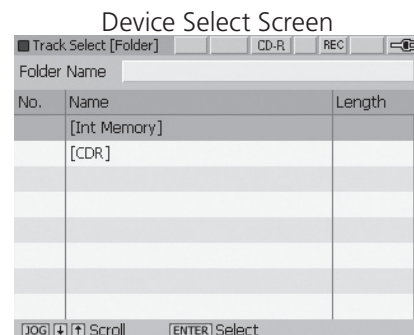 Device Select Screen
Track Select [Folder] CD-R REC
Folder Name
No. Name Length
[Int Memory]
[CDR]
JOG ↓ ↑ Scroll ENTER Select